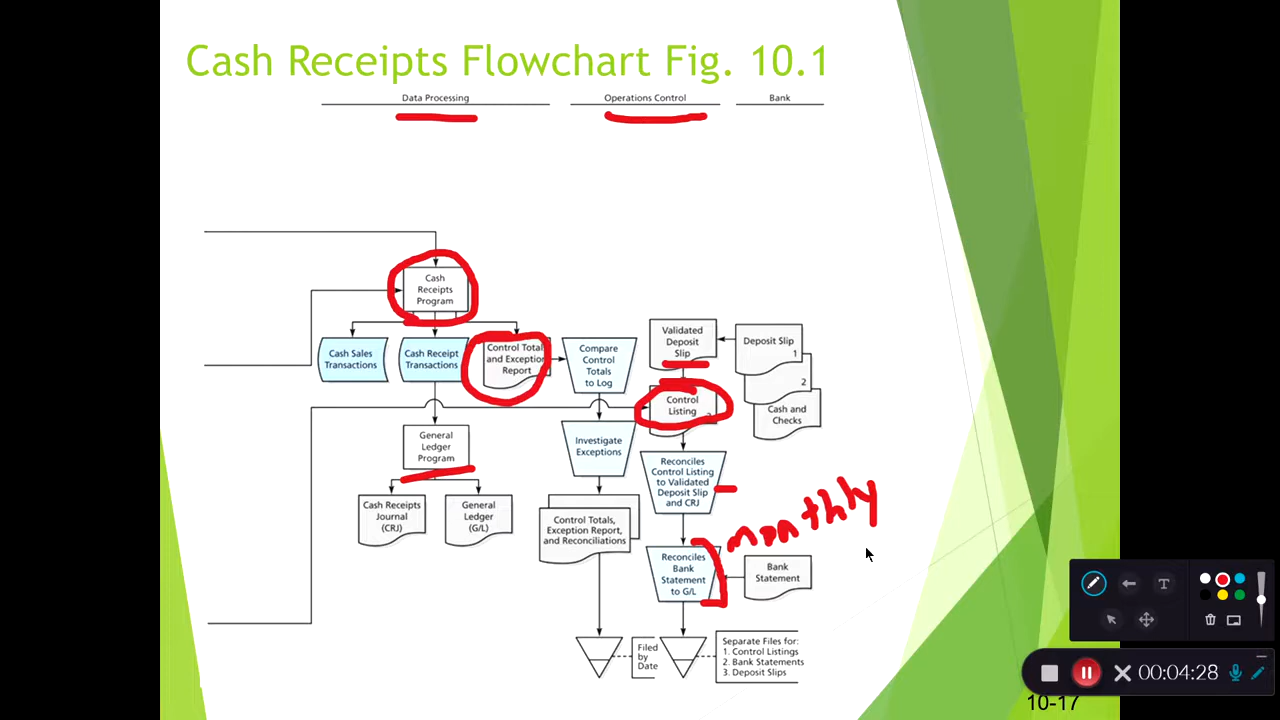 Cash Receipts Flowchart Fig. 10.1
Data Processing
Operations Control
Bank
Cash
Receipts
Program
Cash Sales
Transactions
Cash Receipt
Transactions
Control Totals
and Exception
Report
Compare
Control
Totals
to Log
Validated
Deposit
Slip
Deposit Slip
1
2
Cash and
Checks
Control
Listing
2
General
Ledger
Program
Investigate
Exceptions
Reconciles
Control Listing
to Validated
Deposit Slip
and CRJ
monthly
Cash Receipts
Journal
(CRJ)
General
Ledger
(G/L)
Control Totals,
Exception Report,
and Reconciliations
Reconciles
Bank
Statement
to G/L
Bank
Statement
Filed
by
Date
Separate Files for:
1. Control Listings
2. Bank Statements
3. Deposit Slips
T
00:04:28
10-17